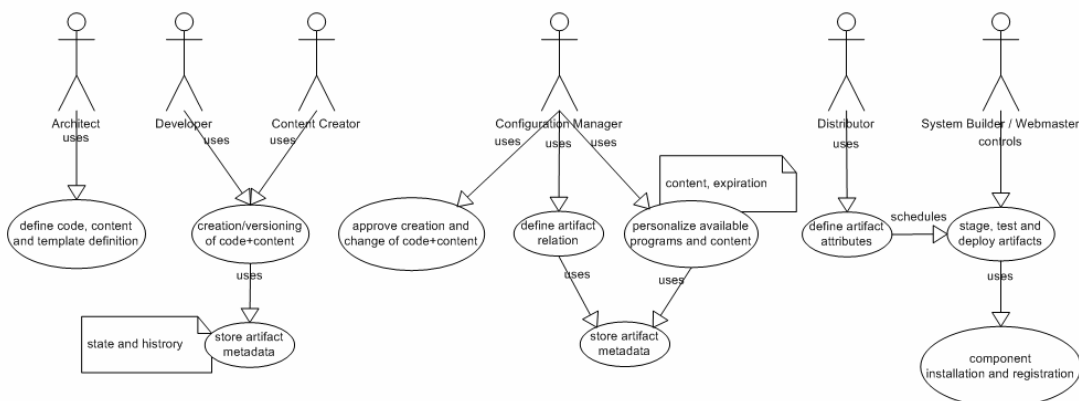 Architect
uses
Developer
uses
Content Creator
uses
Configuration Manager
uses
uses
uses
Distributor
uses
System Builder / Webmaster
controls
content, expiration
define code, content
and template definition
creation/versioning
of code+content
approve creation and
change of code+content
define artifact
relation
personalize available
programs and content
define artifact
attributes
schedules
stage, test and
deploy artifacts
uses
uses
uses
uses
state and histrory
store artifact
metadata
store artifact
metadata
component
installation and registration